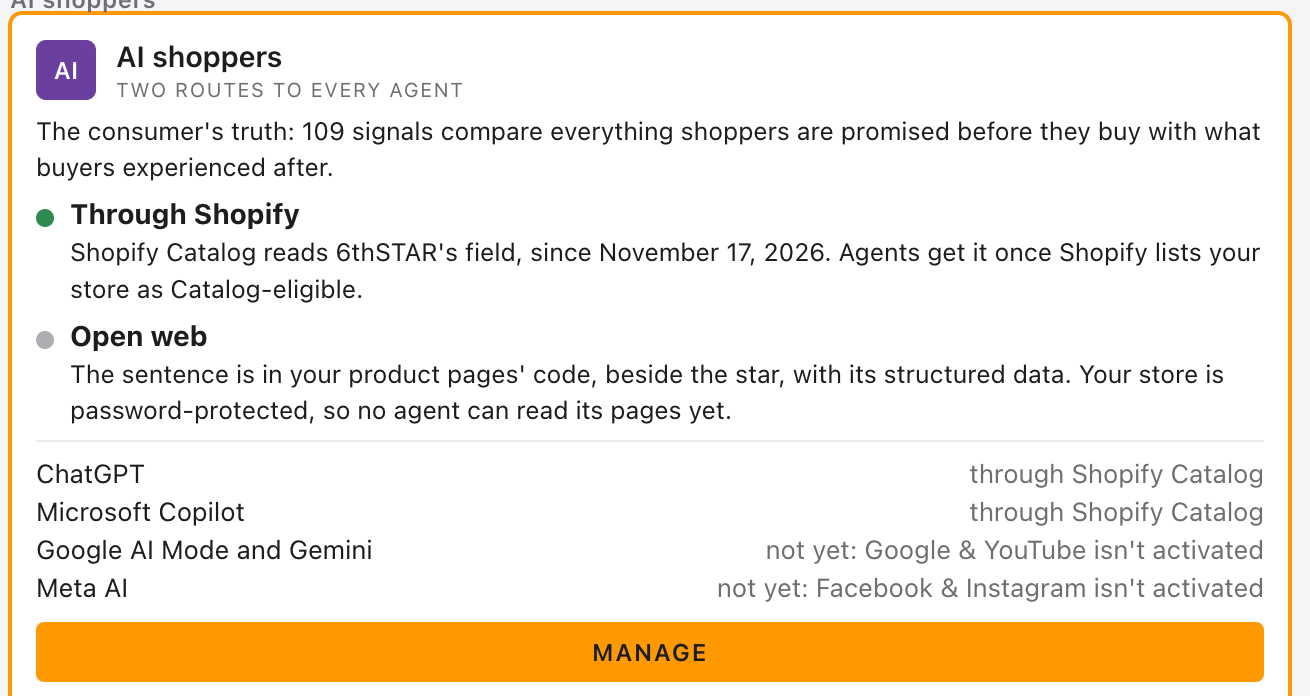 AI shoppers
AI
AI shoppers
TWO ROUTES TO EVERY AGENT
The consumer's truth: 109 signals compare everything shoppers are promised before they buy with what
buyers experienced after.
Through Shopify
Shopify Catalog reads 6thSTAR's field, since November 17, 2026. Agents get it once Shopify lists your
store as Catalog-eligible.
Open web
The sentence is in your product pages' code, beside the star, with its structured data. Your store is
password-protected, so no agent can read its pages yet.
ChatGPT through Shopify Catalog
Microsoft Copilot through Shopify Catalog
Google AI Mode and Gemini not yet: Google & YouTube isn't activated
Meta AI not yet: Facebook & Instagram isn't activated
MANAGE